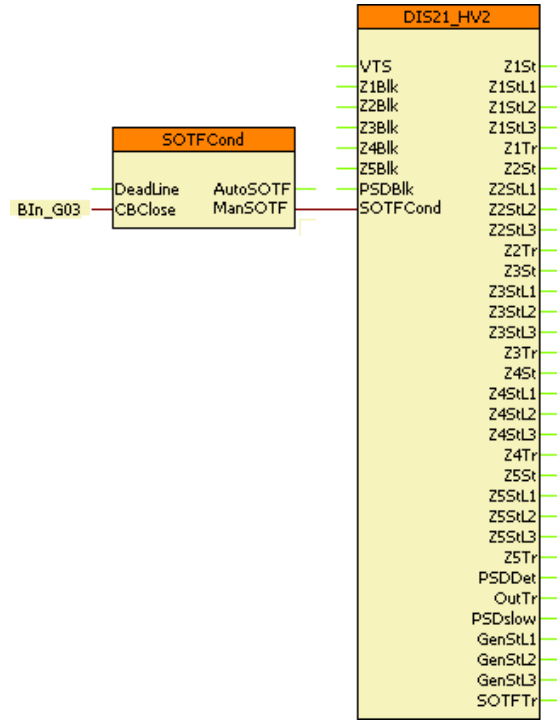 DIS21_HV2
VTS Z1St
Z1Blk Z1StL1
Z2Blk Z1StL2
Z3Blk Z1StL3
Z4Blk Z1Tr
Z5Blk Z2St
PSDBlk Z2StL1
SOTFCond Z2StL2
Z2StL3
Z2Tr
Z3St
Z3StL1
Z3StL2
Z3StL3
Z3Tr
Z4St
Z4StL1
Z4StL2
Z4StL3
Z4Tr
Z5St
Z5StL1
Z5StL2
Z5StL3
Z5Tr
PSDDet
OutTr
PSDslow
GenStL1
GenStL2
GenStL3
SOTFTr
SOTFCond
DeadLine AutoSOTF
CBClose ManSOTF
BIn_G03